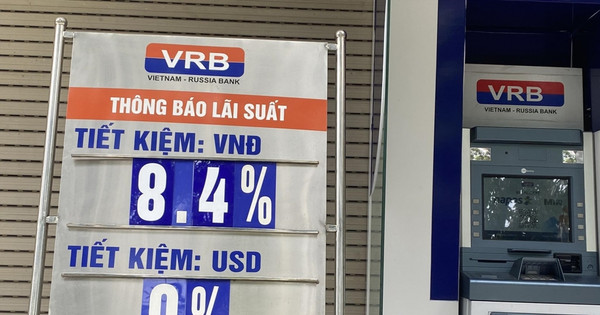 VRB
VIETNAM - RUSSIA BANK
THÔNG BÁO LÃI SUẤT
TIẾT KIỆM: VNĐ
8.4%
TIẾT KIỆM: USD
0%
VRB
VIETNAM - RUSSIA BANK